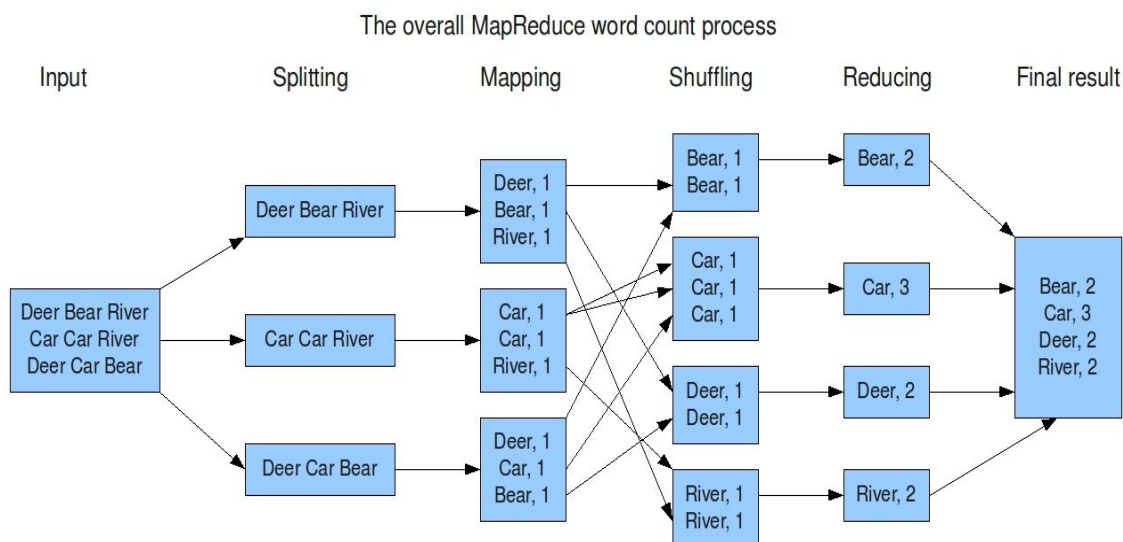 The overall MapReduce word count process
Input
Splitting
Mapping
Shuffling
Reducing
Final result
Deer Bear River
Car Car River
Deer Car Bear
Deer Bear River
Car Car River
Deer Car Bear
Deer, 1
Bear, 1
River, 1
Car, 1
Car, 1
River, 1
Deer, 1
Car, 1
Bear, 1
Bear, 1
Bear, 1
Car, 1
Car, 1
Car, 1
Deer, 1
Deer, 1
River, 1
River, 1
Bear, 2
Car, 3
Deer, 2
River, 2
Bear, 2
Car, 3
Deer, 2
River, 2